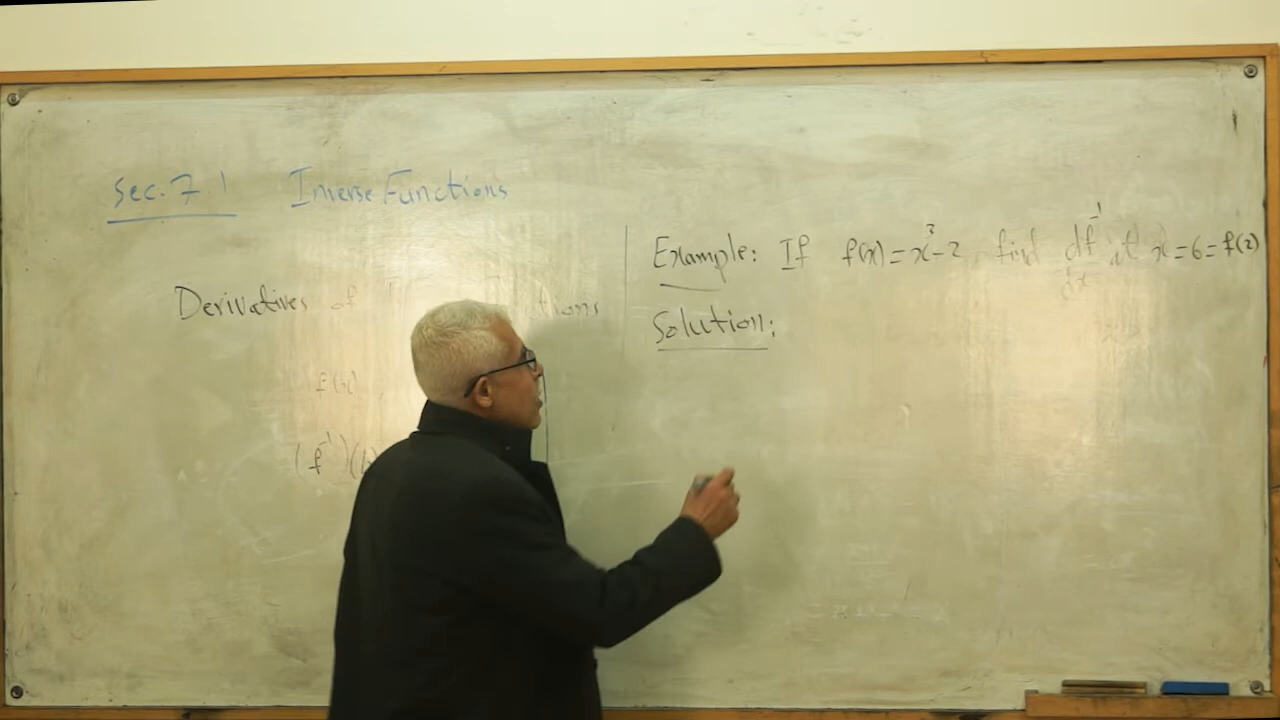 Sec. 7.1 Inverse Functions
Derivatives of
f(x)
(f⁻¹)
Example: If f(x) = x³-2, find df⁻¹/dx at x = 6 = f(2)
Solution: